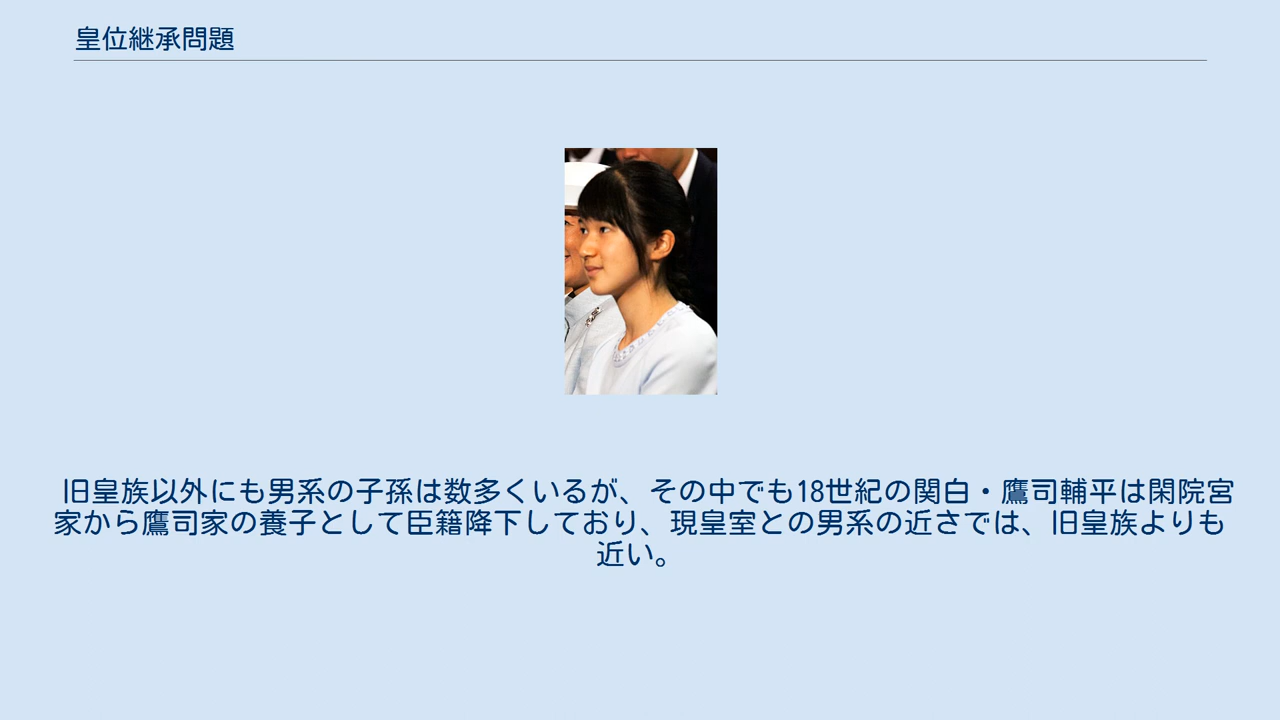 皇位継承問題
旧皇族以外にも男系の子孫は数多くいるが、その中でも18世紀の関白・鷹司輔平は閑院宮
家から鷹司家の養子として臣籍降下しており、現皇室との男系の近さでは、旧皇族よりも
近い。